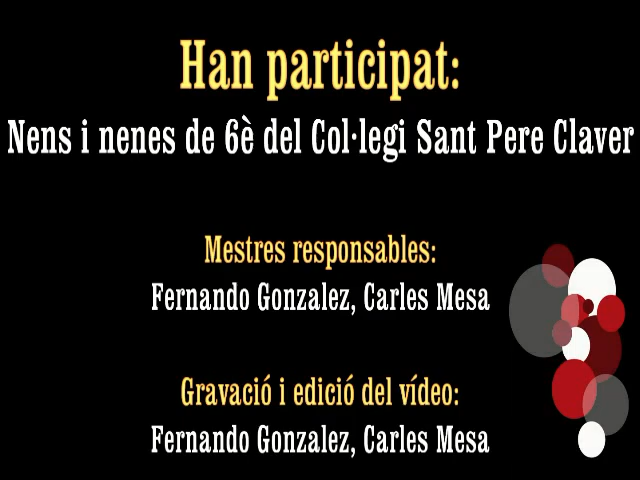 Han participat:
Nens i nenes de 6è del Col·legi Sant Pere Claver
Mestres responsables:
Fernando Gonzalez, Carles Mesa
Gravació i edició del vídeo:
Fernando Gonzalez, Carles Mesa